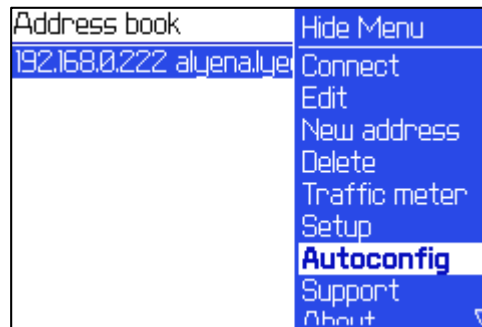 Address book
192.168.0.222 alyena.lye
Hide Menu
Connect
Edit
New address
Delete
Traffic meter
Setup
Autoconfig
Support
About